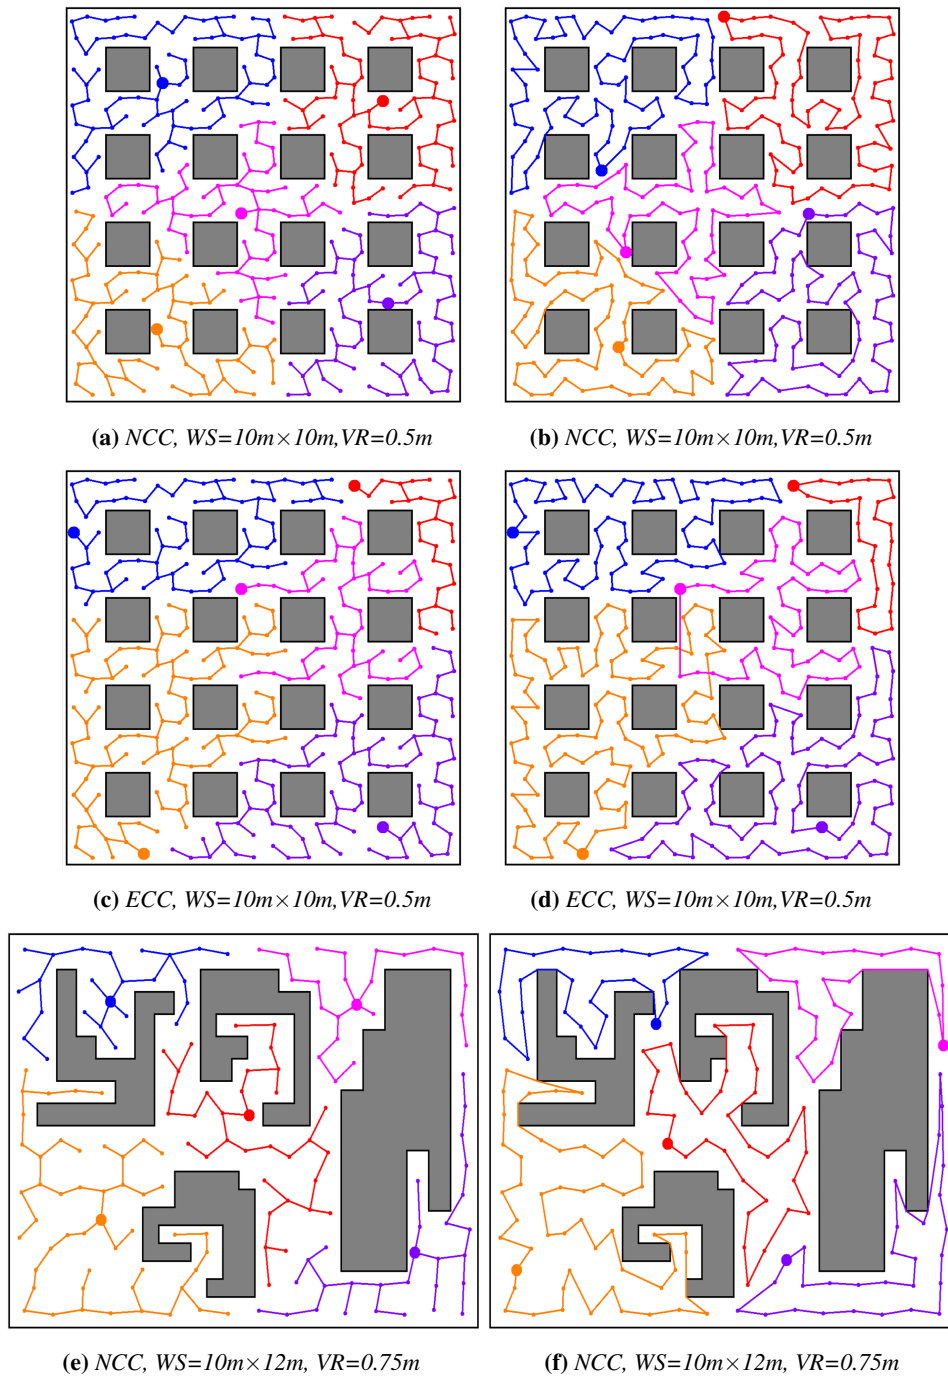 (a) NCC, WS=10m×10m,VR=0.5m
(b) NCC, WS=10m×10m,VR=0.5m
(c) ECC, WS=10m×10m,VR=0.5m
(d) ECC, WS=10m×10m,VR=0.5m
(e) NCC, WS=10m×12m, VR=0.75m
(f) NCC, WS=10m×12m, VR=0.75m